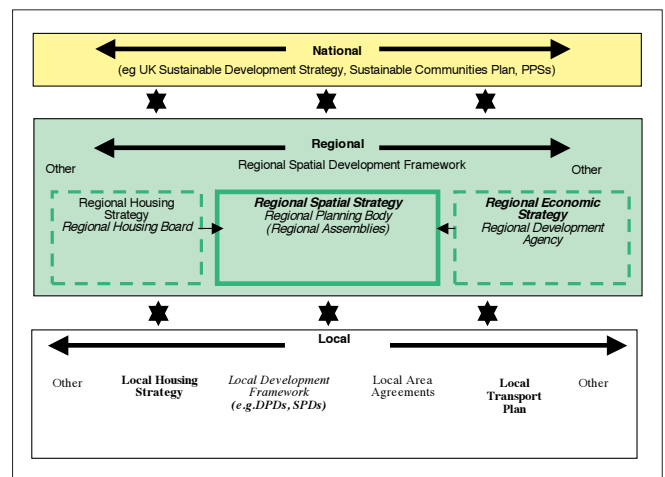 National
(eg UK Sustainable Development Strategy, Sustainable Communities Plan, PPSs)
Regional
Regional Spatial Development Framework
Other
Other
Regional Housing
Strategy
Regional Housing Board
Regional Spatial Strategy
Regional Planning Body
(Regional Assemblies)
Regional Economic
Strategy
Regional Development
Agency
Local
Other
Local Housing
Strategy
Local Development
Framework
(e.g.DPDs, SPDs)
Local Area
Agreements
Local
Transport
Plan
Other